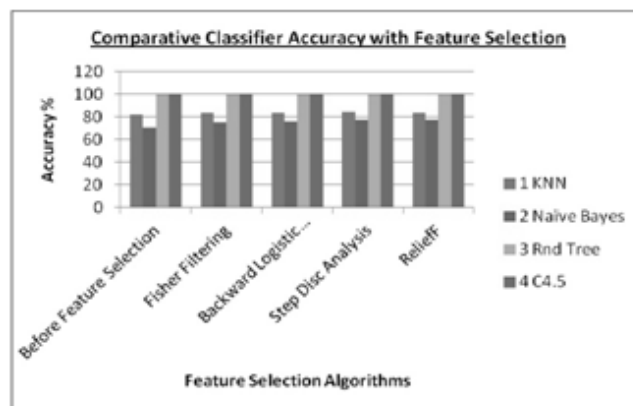 Comparative Classifier Accuracy with Feature Selection
120
100
80
60
40
20
0
Accuracy %
Before Feature Selection
Fisher Filtering
Backward Logistic...
Step Disc Analysis
ReliefF
Feature Selection Algorithms
1 KNN
2 Naïve Bayes
3 Rnd Tree
4 C4.5